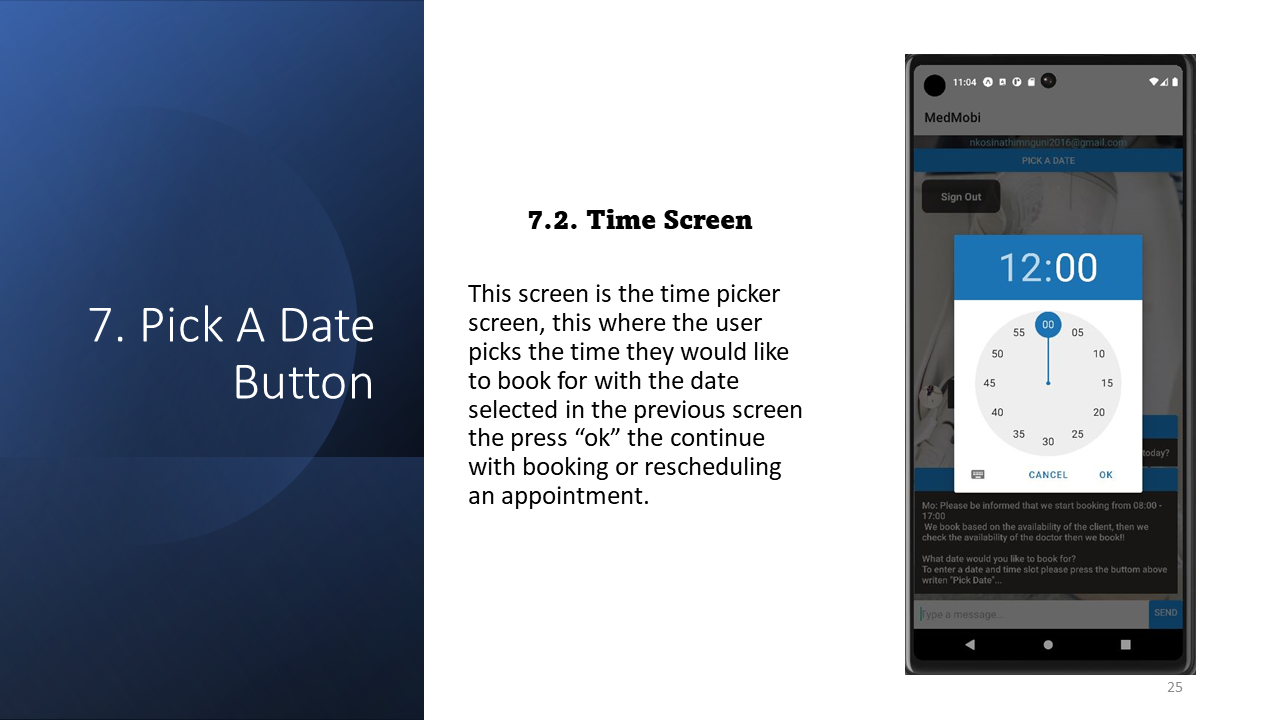 7. Pick A Date
Button
7.2. Time Screen
This screen is the time picker
screen, this where the user
picks the time they would like
to book for with the date
selected in the previous screen
the press “ok” the continue
with booking or rescheduling
an appointment.
11:04
MedMobi
nkosinathimnguni2016@gmail.com
PICK A DATE
Sign Out
12:00
00
05
10
15
20
25
30
35
40
45
50
55
CANCEL OK
today?
Mo: Please be informed that we start booking from 08:00 -
17:00
We book based on the availability of the client, then we
check the availability of the doctor then we book!!
What date would you like to book for?
To enter a date and time slot please press the buttom above
writen "Pick Date"...
Type a message...
SEND
25